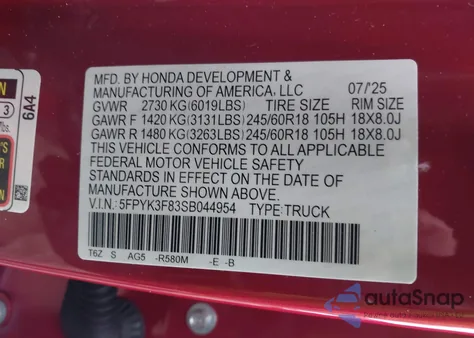 MFD. BY HONDA DEVELOPMENT &
MANUFACTURING OF AMERICA, LLC 07/'25
GVWR 2730 KG(6019LBS) TIRE SIZE RIM SIZE
GAWR F 1420 KG(3131LBS) 245/60R18 105H 18X8.0J
GAWR R 1480 KG(3263LBS) 245/60R18 105H 18X8.0J
THIS VEHICLE CONFORMS TO ALL APPLICABLE
FEDERAL MOTOR VEHICLE SAFETY
STANDARDS IN EFFECT ON THE DATE OF
MANUFACTURE SHOWN ABOVE.
V.I.N.: 5FPYK3F83SB044954 TYPE:TRUCK
T6Z S AG5 -R580M -E -B
N
3
lbs.
6A4
autaSnap